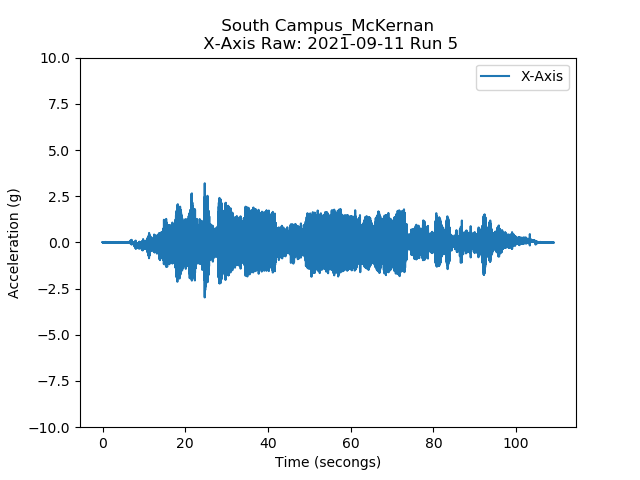 South Campus_McKernan
X-Axis Raw: 2021-09-11 Run 5
X-Axis
Acceleration (g)
10.0
7.5
5.0
2.5
0.0
−2.5
−5.0
−7.5
−10.0
0 20 40 60 80 100
Time (secongs)